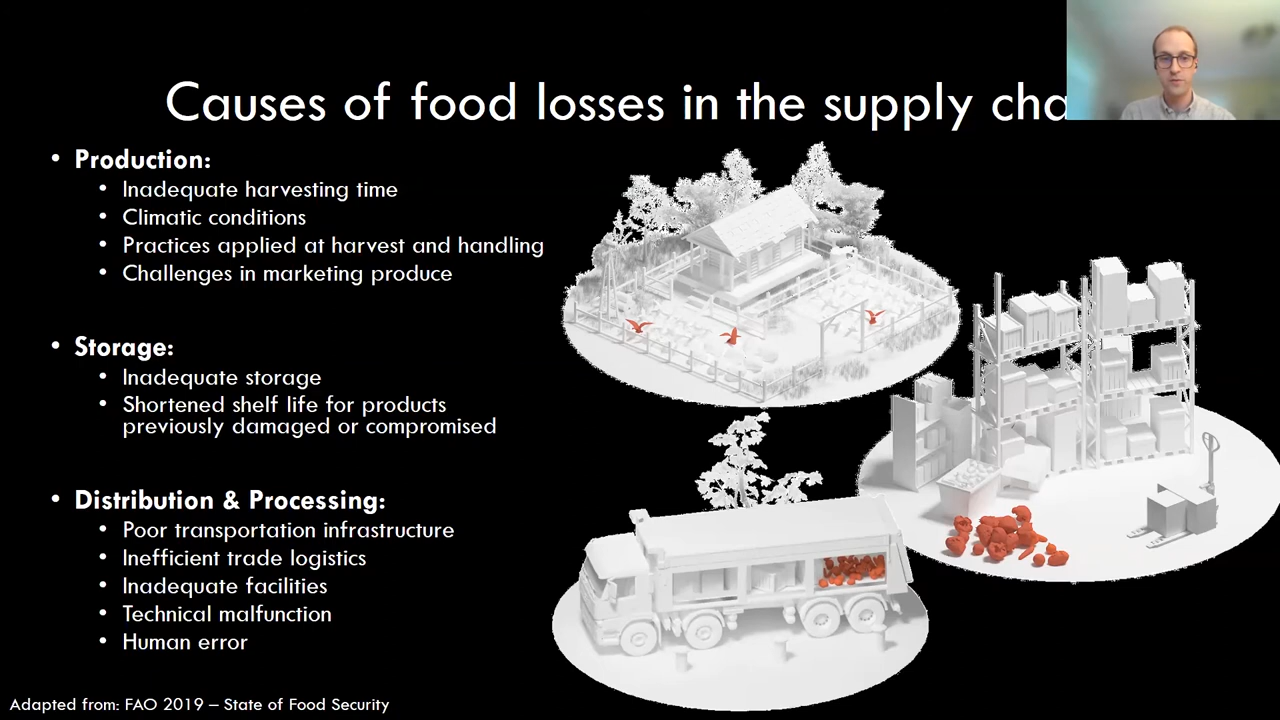 Causes of food losses in the supply cha
• Production:
• Inadequate harvesting time
• Climatic conditions
• Practices applied at harvest and handling
• Challenges in marketing produce
• Storage:
• Inadequate storage
• Shortened shelf life for products
previously damaged or compromised
• Distribution & Processing:
• Poor transportation infrastructure
• Inefficient trade logistics
• Inadequate facilities
• Technical malfunction
• Human error
Adapted from: FAO 2019 – State of Food Security